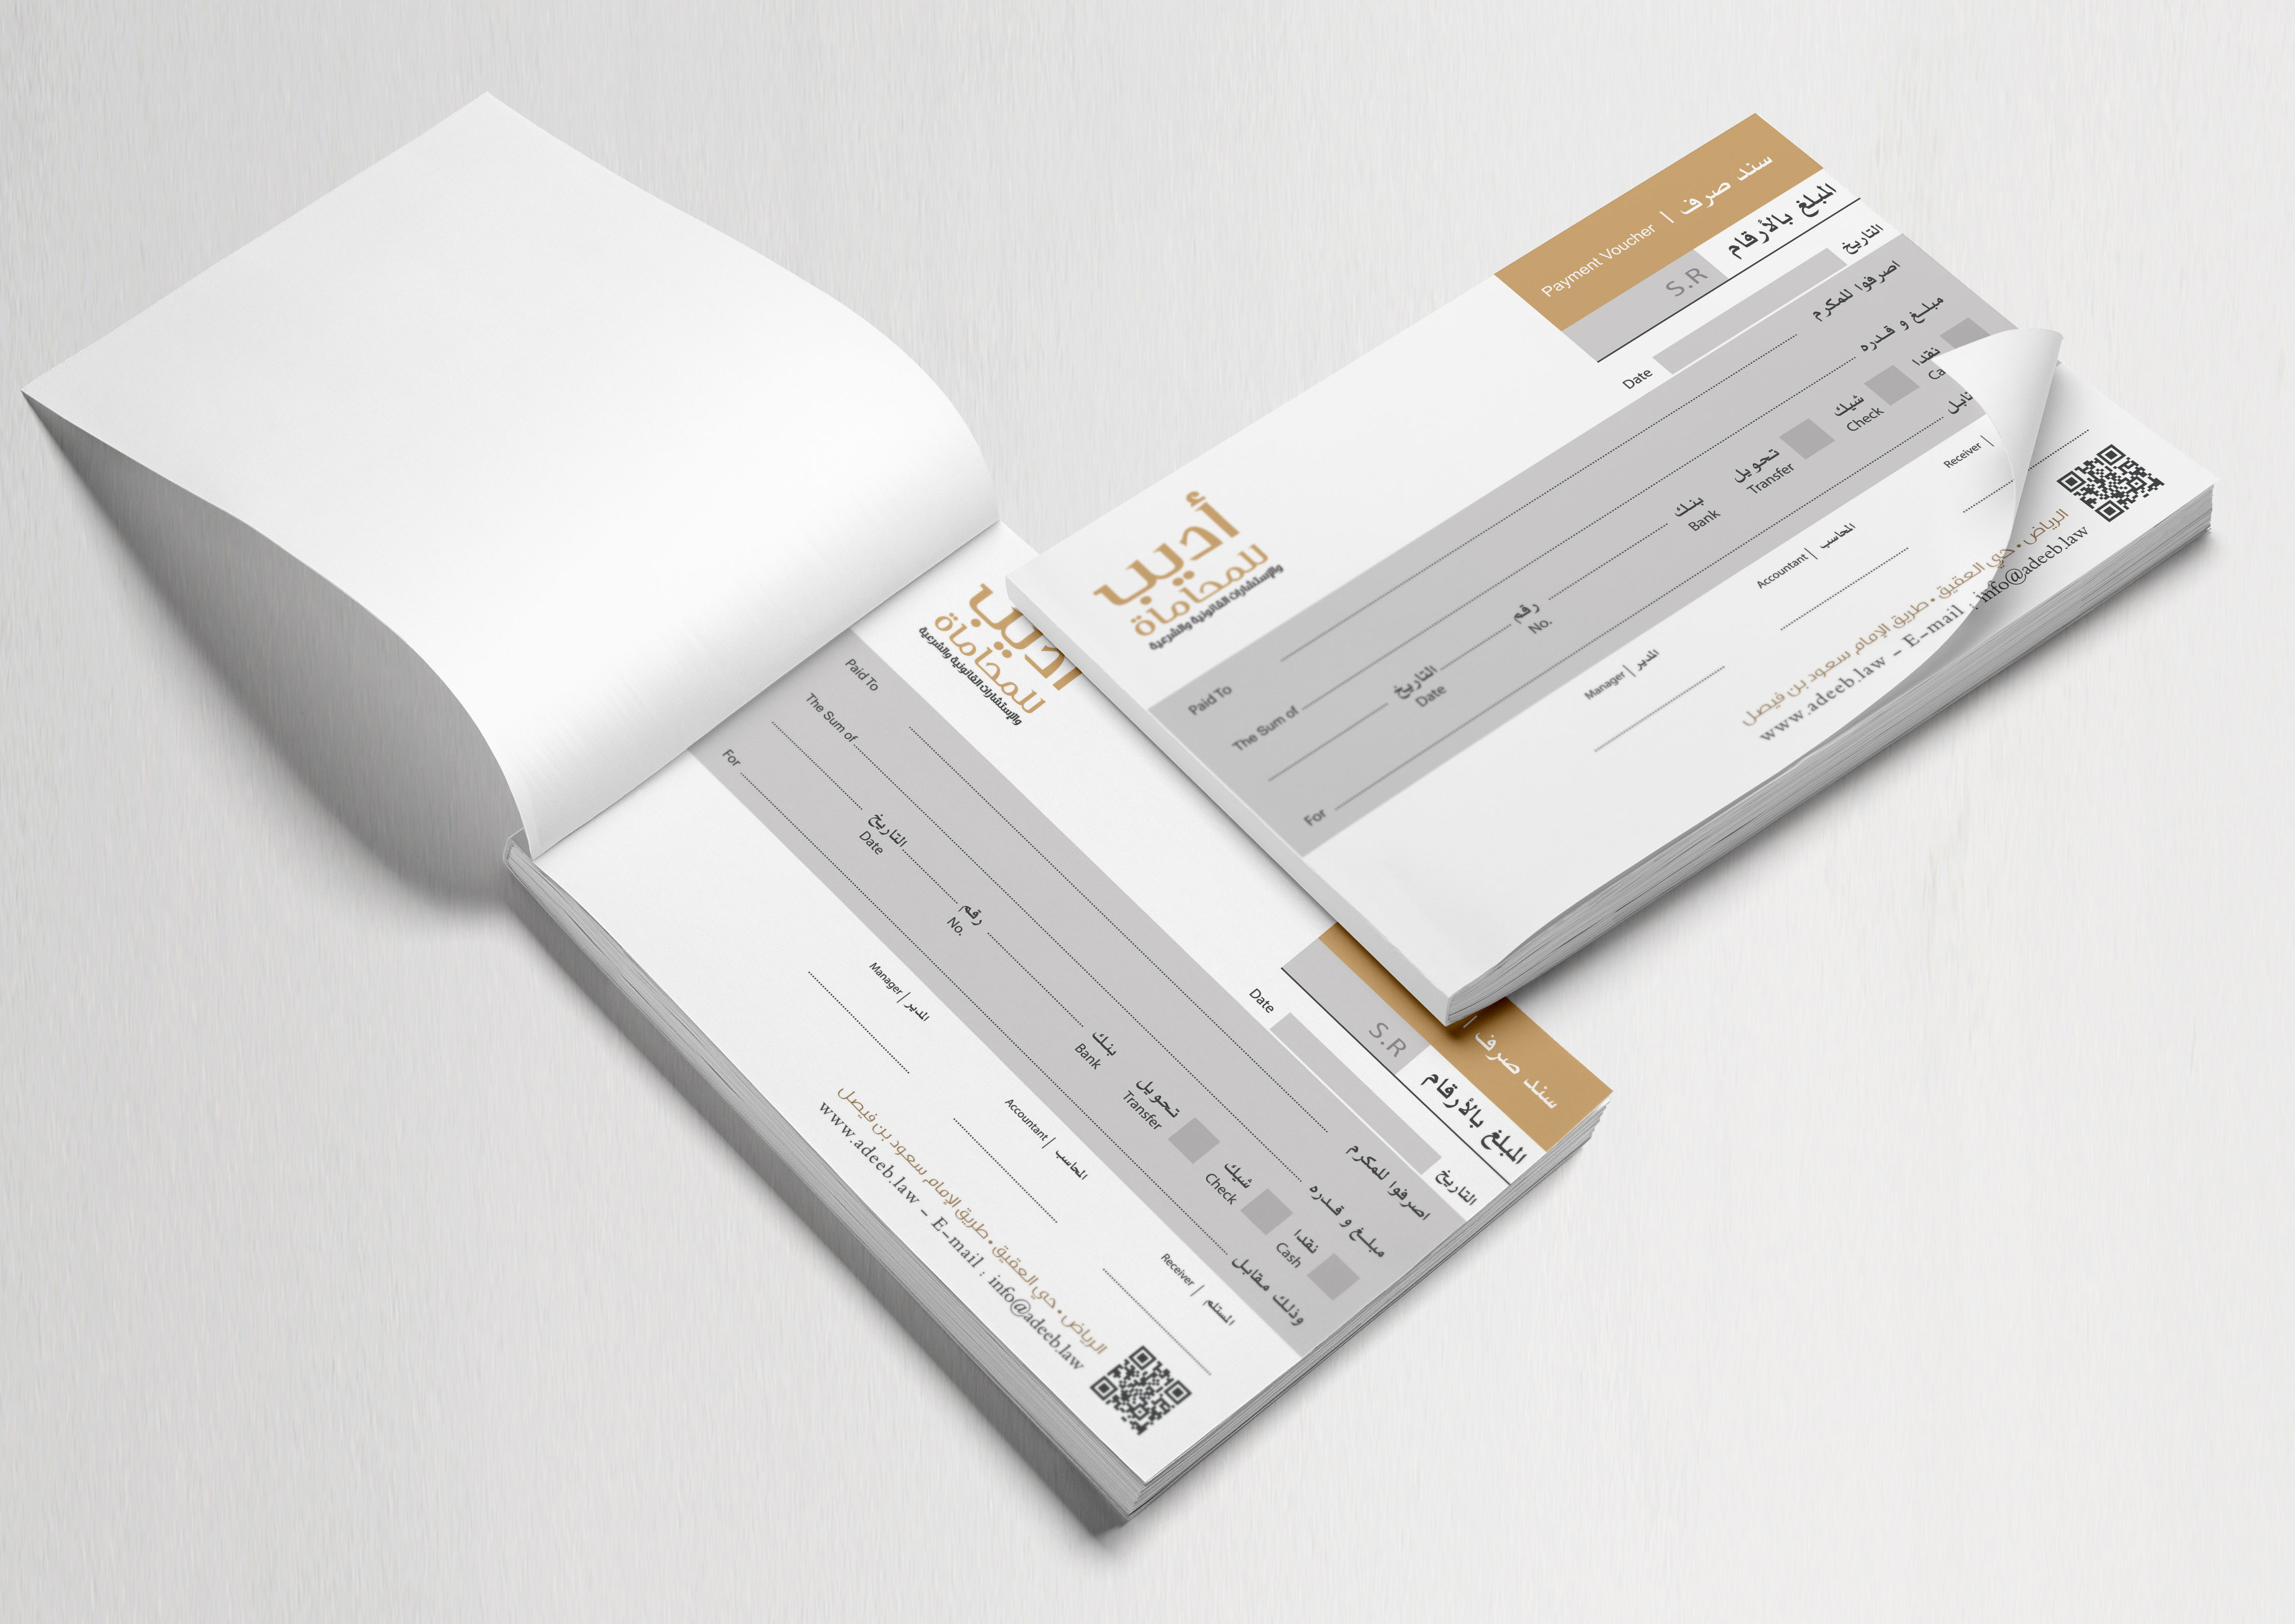 سند صرف | Payment Voucher
المبلغ بالأرقام
S.R
التاريخ
Date
أديب
للمحاماة
والإستشارات القانونية والشرعية
اصرفوا للمكرم
Paid To
مبلغ و قدره
The Sum of
نقدا
Ca
شيك
Check
تحويل
Transfer
بنك
Bank
رقم
No.
التاريخ
Date
For
Receiver |
Accountant | المحاسب
Manager | المدير
الرياض • حي العقيق • طريق الإمام سعود بن فيصل
www.adeeb.law - E-mail : info@adeeb.law
سند صرف |
المبلغ بالأرقام
S.R
التاريخ
Date
أديب
للمحاماة
والإستشارات القانونية والشرعية
اصرفوا للمكرم
Paid To
مبلغ و قدره
The Sum of
نقدا
Cash
شيك
Check
تحويل
Transfer
بنك
Bank
رقم
No.
التاريخ
Date
وذلك مقابل
For
Receiver | المستلم
Accountant | المحاسب
Manager | المدير
الرياض • حي العقيق • طريق الإمام سعود بن فيصل
www.adeeb.law - E-mail : info@adeeb.law